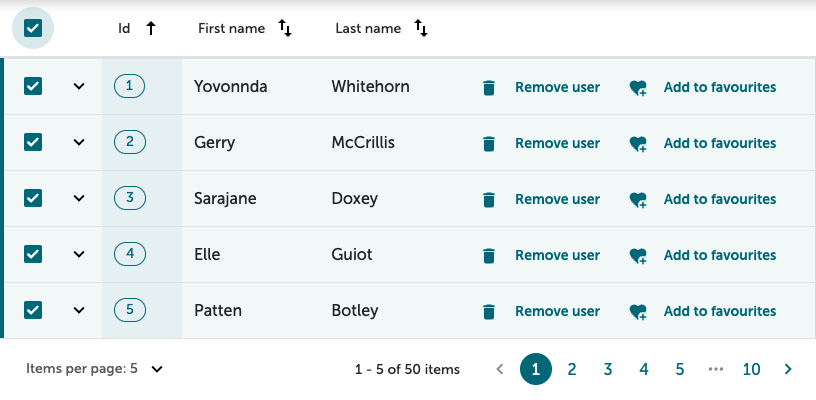 Id First name Last name
1 Yovonnda Whitehorn Remove user Add to favourites
2 Gerry McCrillis Remove user Add to favourites
3 Sarajane Doxey Remove user Add to favourites
4 Elle Guiot Remove user Add to favourites
5 Patten Botley Remove user Add to favourites
Items per page: 5 1 - 5 of 50 items 1 2 3 4 5 ••• 10